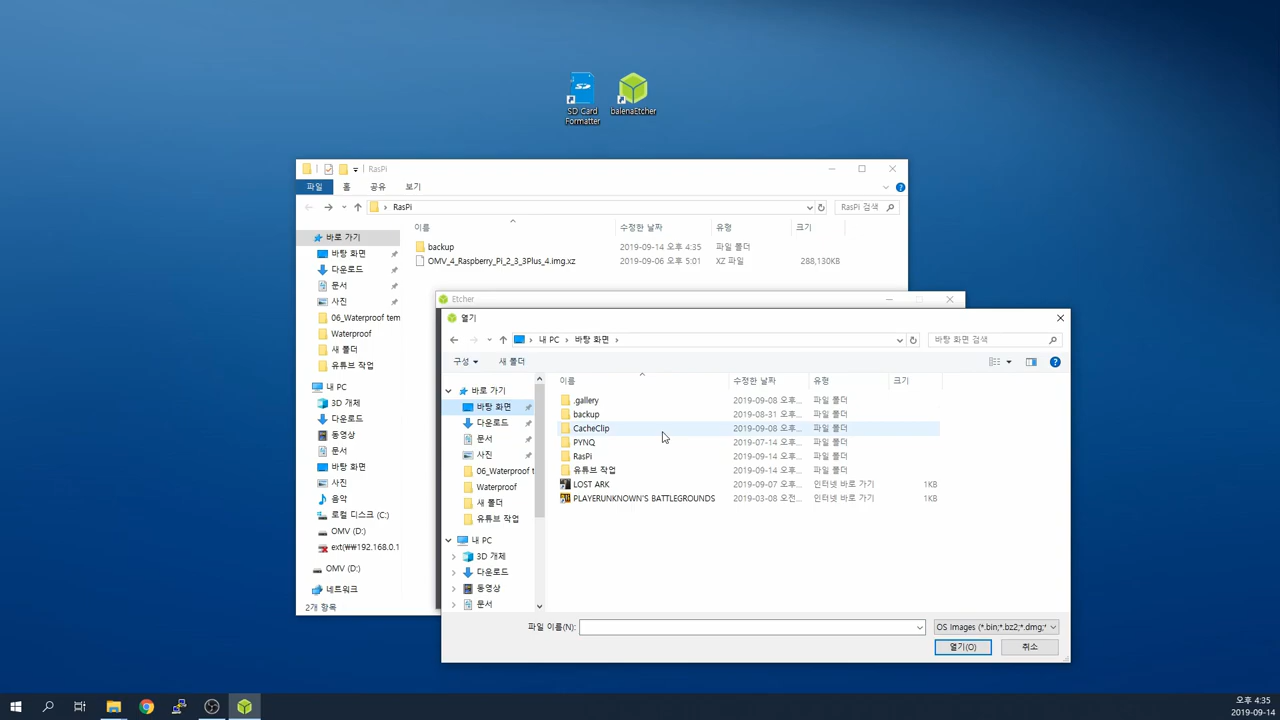 SD Card
Formatter
balenaEtcher
RasPi
파일
홈
공유
보기
RasPi
RasPi 검색
이름
수정한 날짜
유형
크기
바로 가기
바탕 화면
다운로드
문서
사진
06_Waterproof tem
Waterproof
새 폴더
유튜브 작업
내 PC
3D 개체
다운로드
동영상
문서
바탕 화면
사진
음악
로컬 디스크 (C:)
OMV (D:)
ext(₩₩192.168.0.1
OMV (D:)
네트워크
2개 항목
backup
2019-09-14 오후 4:35
파일 폴더
OMV_4_Raspberry_Pi_2_3_3Plus_4.img.xz
2019-09-06 오후 5:01
XZ 파일
288,130KB
Etcher
열기
내 PC
바탕 화면
바탕 화면 검색
구성
새 폴더
이름
수정한 날짜
유형
크기
바로 가기
바탕 화면
다운로드
문서
사진
06_Waterproof t
Waterproof
새 폴더
유튜브 작업
내 PC
3D 개체
다운로드
동영상
문서
.gallery
2019-09-08 오후...
파일 폴더
backup
2019-08-31 오후...
파일 폴더
CacheClip
2019-09-08 오후...
파일 폴더
PYNQ
2019-07-14 오후...
파일 폴더
RasPi
2019-09-14 오후...
파일 폴더
유튜브 작업
2019-09-14 오후...
파일 폴더
LOST ARK
2019-09-07 오후...
인터넷 바로 가기
1KB
PLAYERUNKNOWN'S BATTLEGROUNDS
2019-03-08 오전...
인터넷 바로 가기
1KB
파일 이름(N):
OS Images (*.bin;*.bz2;*.dmg;*
열기(O)
취소
오후 4:35
2019-09-14